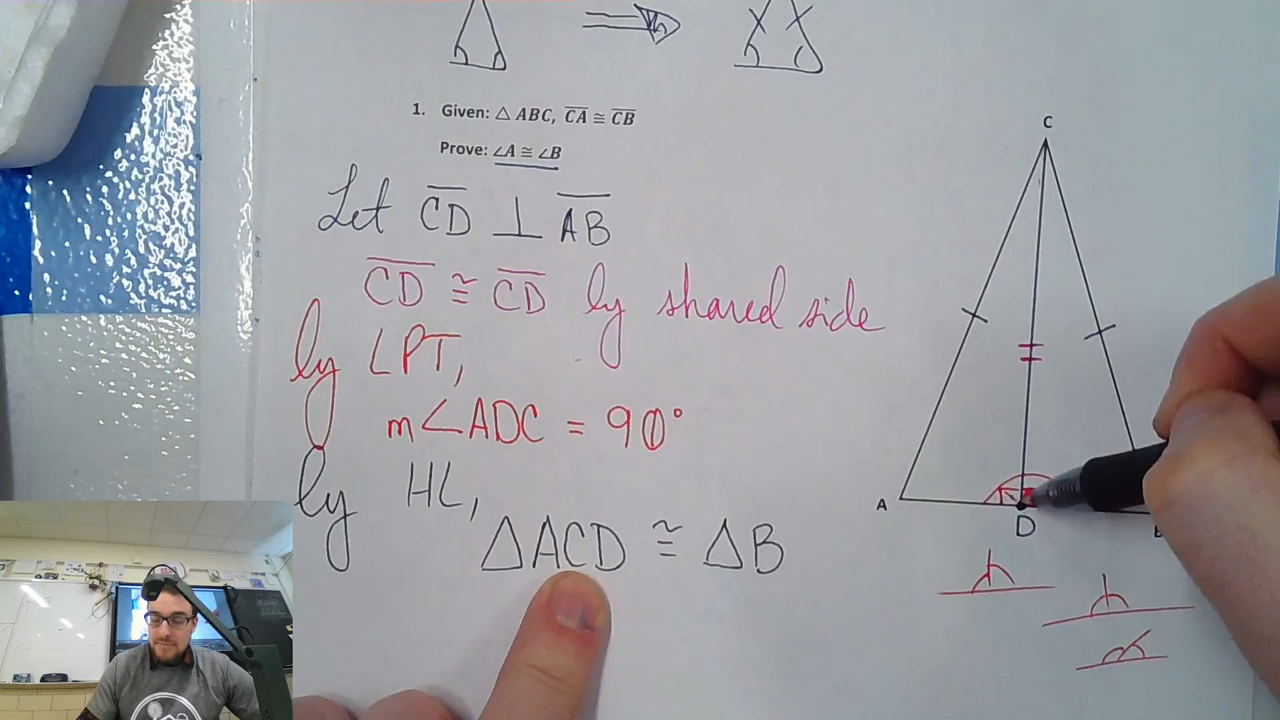 1. Given: △ ABC, CA ≅ CB
Prove: ∠A ≅ ∠B
Let CD ⊥ AB
CD ≅ CD by shared side
by ∠PT,
m∠ADC = 90°
by HL,
△ACD ≅ △B
C
A
D